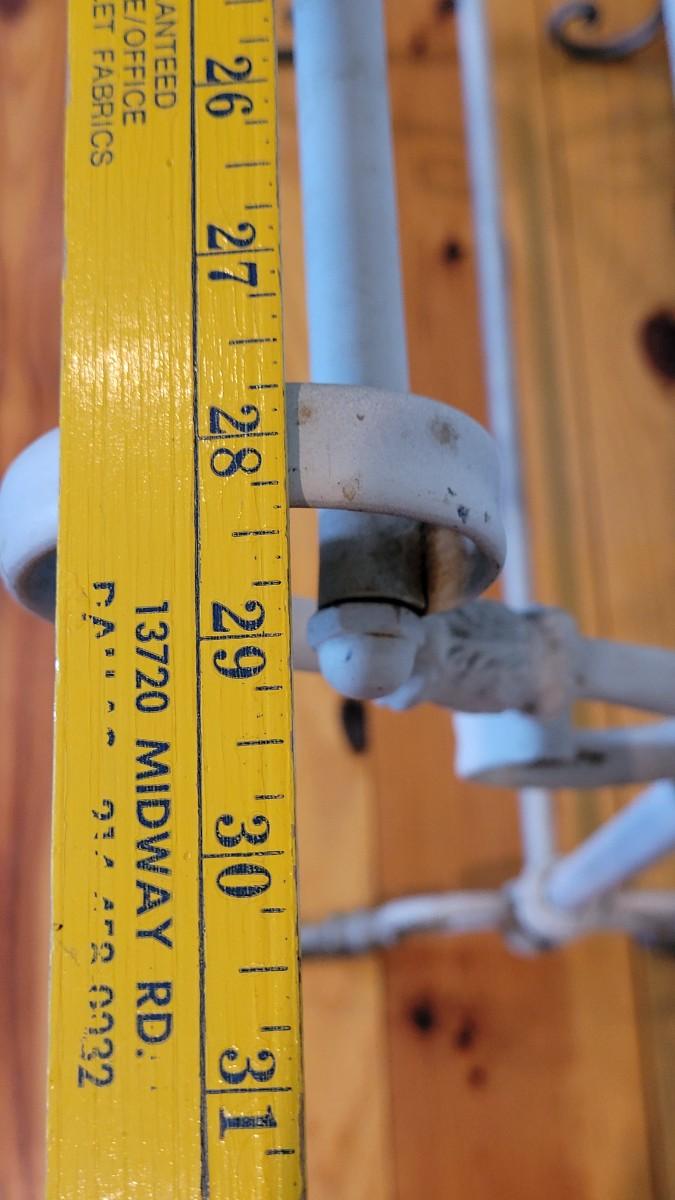 ANTEED
E/OFFICE
ET FABRICS
13720 MIDWAY RD.
26
27
28
29
30
31